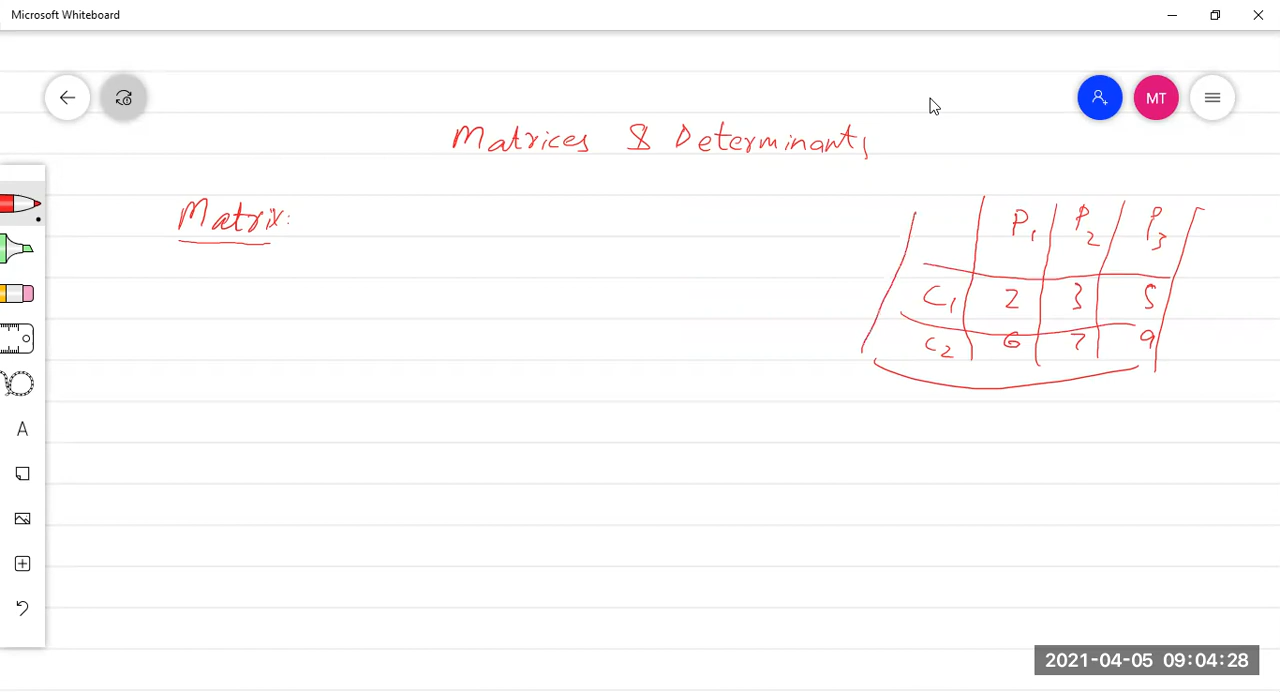 Microsoft Whiteboard
MT
Matrices & Determinants
Matrix:
P1 P2 P3
C1 2 3 5
C2 6 7 9
A
2021-04-05 09:04:28